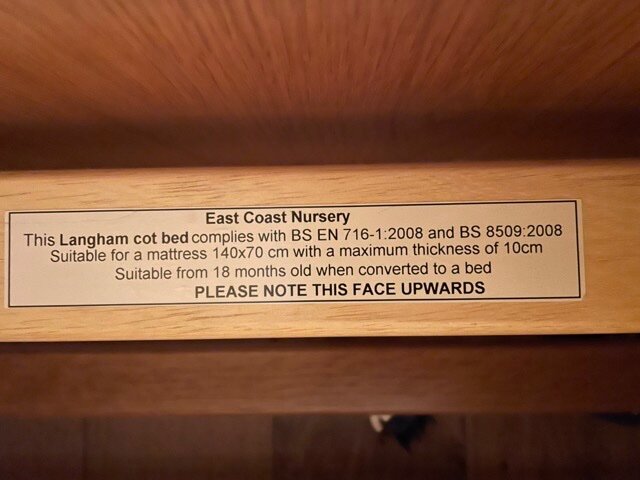 East Coast Nursery
This Langham cot bed complies with BS EN 716-1:2008 and BS 8509:2008
Suitable for a mattress 140x70 cm with a maximum thickness of 10cm
Suitable from 18 months old when converted to a bed
PLEASE NOTE THIS FACE UPWARDS